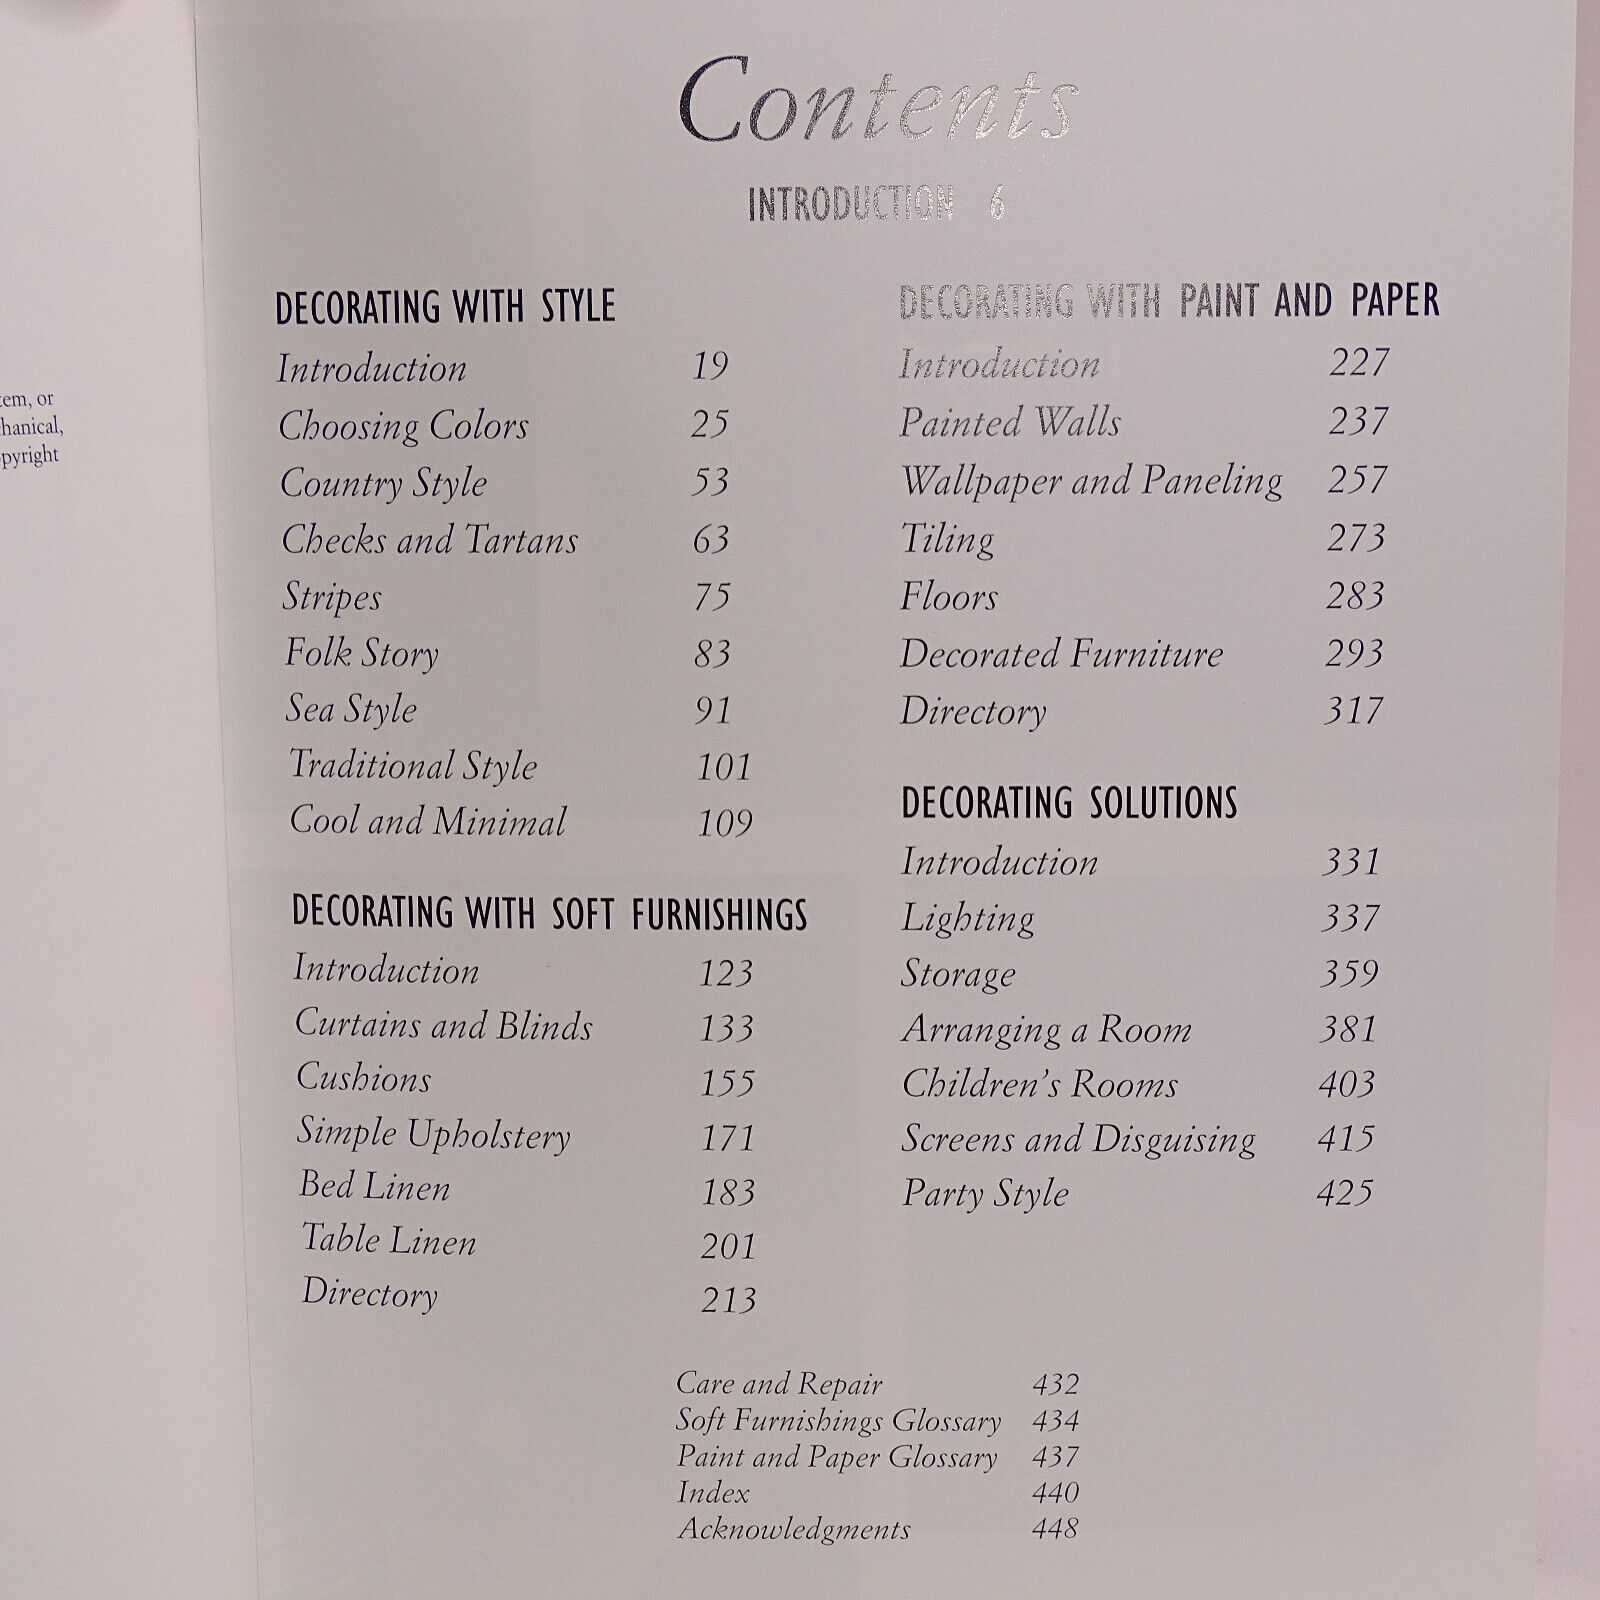 tem, or
hanical,
pyright
Contents
INTRODUCTION 6
DECORATING WITH STYLE
Introduction 19
Choosing Colors 25
Country Style 53
Checks and Tartans 63
Stripes 75
Folk Story 83
Sea Style 91
Traditional Style 101
Cool and Minimal 109
DECORATING WITH SOFT FURNISHINGS
Introduction 123
Curtains and Blinds 133
Cushions 155
Simple Upholstery 171
Bed Linen 183
Table Linen 201
Directory 213
DECORATING WITH PAINT AND PAPER
Introduction 227
Painted Walls 237
Wallpaper and Paneling 257
Tiling 273
Floors 283
Decorated Furniture 293
Directory 317
DECORATING SOLUTIONS
Introduction 331
Lighting 337
Storage 359
Arranging a Room 381
Children's Rooms 403
Screens and Disguising 415
Party Style 425
Care and Repair 432
Soft Furnishings Glossary 434
Paint and Paper Glossary 437
Index 440
Acknowledgments 448